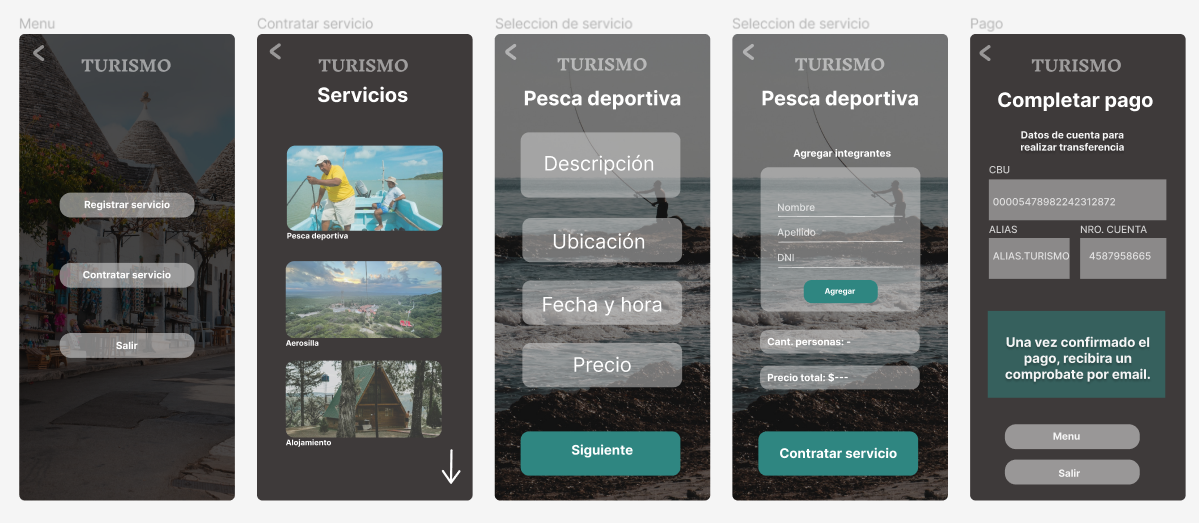 Menu
TURISMO
Registrar servicio
Contratar servicio
Salir
Contratar servicio
TURISMO
Servicios
Pesca deportiva
Aerosilla
Alojamiento
Seleccion de servicio
TURISMO
Pesca deportiva
Descripción
Ubicación
Fecha y hora
Precio
Siguiente
Seleccion de servicio
TURISMO
Pesca deportiva
Agregar integrantes
Nombre
Apellido
DNI
Agregar
Cant. personas: -
Precio total: $---
Contratar servicio
Pago
TURISMO
Completar pago
Datos de cuenta para
realizar transferencia
CBU
00005478982242312872
ALIAS NRO. CUENTA
ALIAS.TURISMO 4587958665
Una vez confirmado el
pago, recibira un
comprobate por email.
Menu
Salir